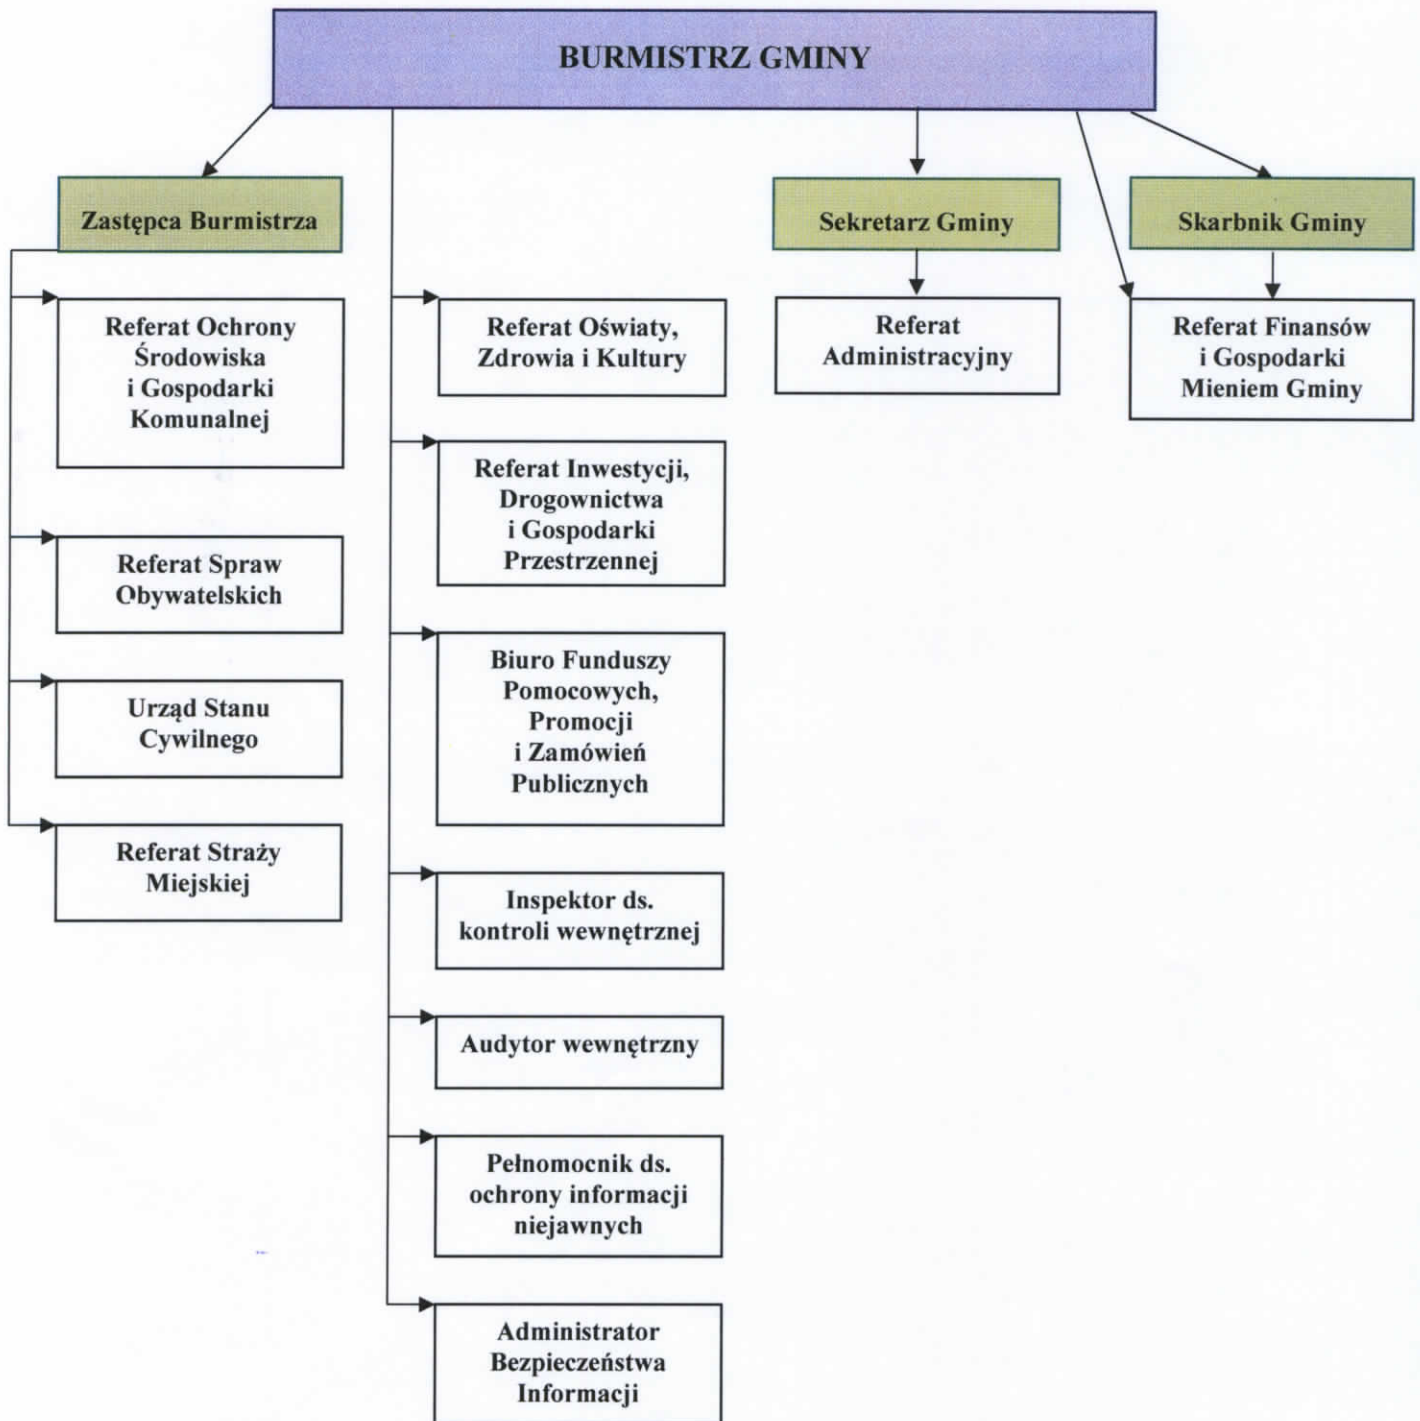 BURMISTRZ GMINY
Zastępca Burmistrza
Referat Ochrony
Środowiska
i Gospodarki
Komunalnej
Referat Spraw
Obywatelskich
Urząd Stanu
Cywilnego
Referat Straży
Miejskiej
Referat Oświaty,
Zdrowia i Kultury
Referat Inwestycji,
Drogownictwa
i Gospodarki
Przestrzennej
Biuro Funduszy
Pomocowych,
Promocji
i Zamówień
Publicznych
Inspektor ds.
kontroli wewnętrznej
Audytor wewnętrzny
Pełnomocnik ds.
ochrony informacji
niejawnych
Administrator
Bezpieczeństwa
Informacji
Sekretarz Gminy
Referat
Administracyjny
Skarbnik Gminy
Referat Finansów
i Gospodarki
Mieniem Gminy